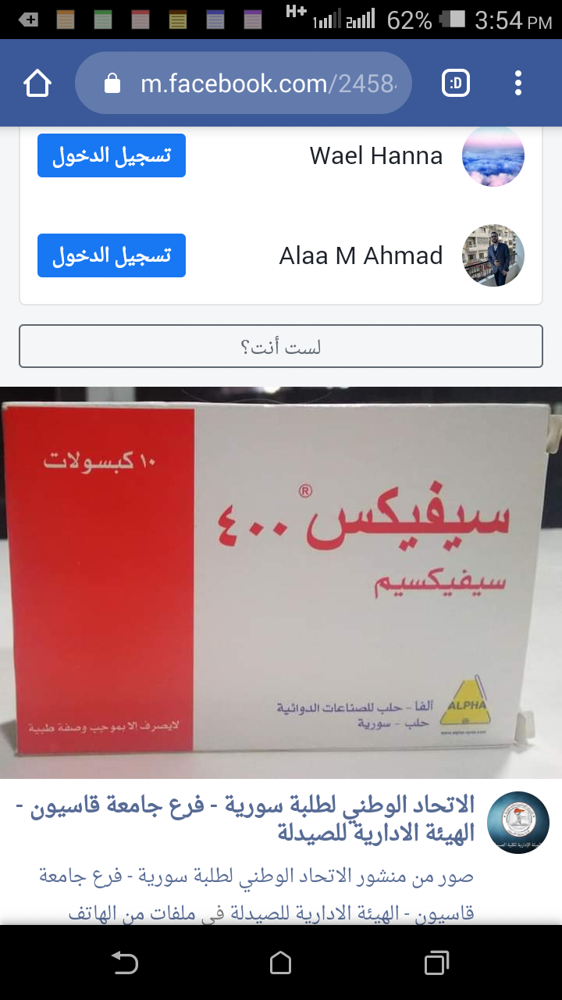 H+
1
2
62%
3:54 PM
m.facebook.com/2458
:D
Wael Hanna
تسجيل الدخول
Alaa M Ahmad
تسجيل الدخول
لست أنت؟
١٠ كبسولات
سيفيكس® ٤٠٠
سيفيكسيم
ألفا - حلب للصناعات الدوائية
حلب - سورية
ALPHA
لايصرف الا بموجب وصفة طبية
الاتحاد الوطني لطلبة سورية - فرع جامعة قاسيون -
الهيئة الادارية للصيدلة
صور من منشور الاتحاد الوطني لطلبة سورية - فرع جامعة
قاسيون - الهيئة الادارية للصيدلة في ملفات من الهاتف